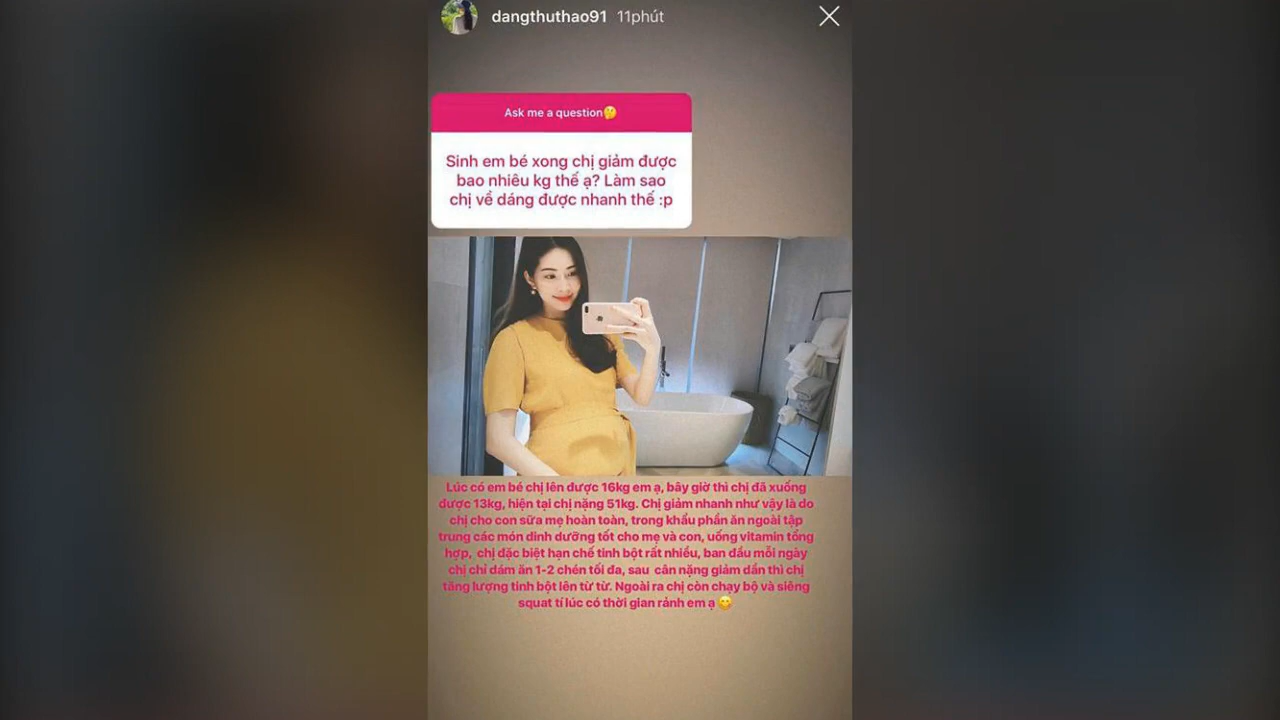 dangthuthao91 11phút
Ask me a question🤔
Sinh em bé xong chị giảm được
bao nhiêu kg thế ạ? Làm sao
chị về dáng được nhanh thế :p
Lúc có em bé chị lên được 16kg em ạ, bây giờ thì chị đã xuống
được 13kg, hiện tại chị nặng 51kg. Chị giảm nhanh như vậy là do
chị cho con sữa mẹ hoàn toàn, trong khẩu phần ăn ngoài tập
trung các món dinh dưỡng tốt cho mẹ và con, uống vitamin tổng
hợp, chị đặc biệt hạn chế tinh bột rất nhiều, ban đầu mỗi ngày
chị chỉ dám ăn 1-2 chén tối đa, sau cân nặng giảm dần thì chị
tăng lượng tinh bột lên từ từ. Ngoài ra chị còn chạy bộ và siêng
squat tí lúc có thời gian rảnh em ạ 😋